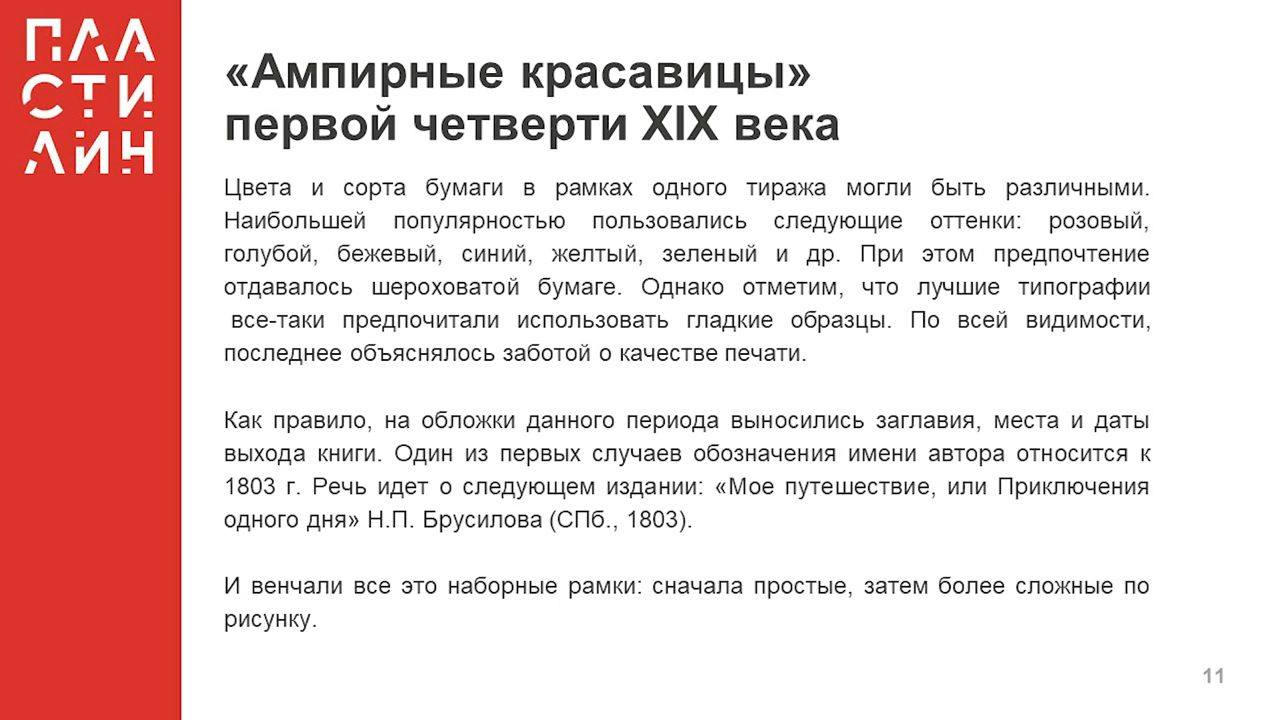 ПЛА
СТИ
ЛИН
«Ампирные красавицы»
первой четверти XIX века
Цвета и сорта бумаги в рамках одного тиража могли быть различными.
Наибольшей популярностью пользовались следующие оттенки: розовый,
голубой, бежевый, синий, желтый, зеленый и др. При этом предпочтение
отдавалось шероховатой бумаге. Однако отметим, что лучшие типографии
все-таки предпочитали использовать гладкие образцы. По всей видимости,
последнее объяснялось заботой о качестве печати.
Как правило, на обложки данного периода выносились заглавия, места и даты
выхода книги. Один из первых случаев обозначения имени автора относится к
1803 г. Речь идет о следующем издании: «Мое путешествие, или Приключения
одного дня» Н.П. Брусилова (СПб., 1803).
И венчали все это наборные рамки: сначала простые, затем более сложные по
рисунку.
11